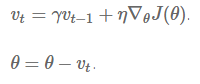 v_t = γv_{t−1} + η∇_θJ(θ).
θ = θ − v_t.